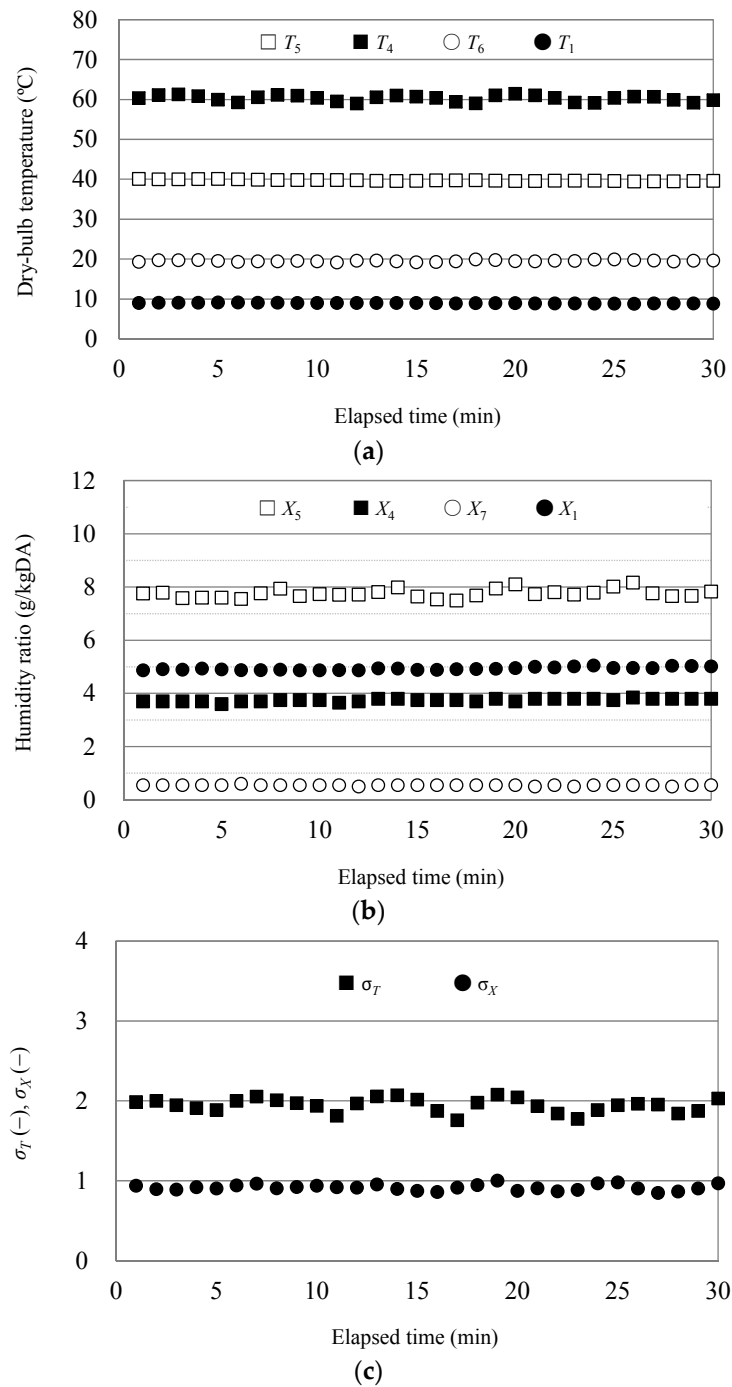 80
T5 T4 T6 T1
70
60
50
40
30
20
10
0
0 5 10 15 20 25 30
Dry-bulb temperature (ºC)
Elapsed time (min)
(a)
12
X5 X4 X7 X1
10
8
6
4
2
0
0 5 10 15 20 25 30
Humidity ratio (g/kgDA)
Elapsed time (min)
(b)
4
σT σX
3
2
1
0
0 5 10 15 20 25 30
σT (−), σX (−)
Elapsed time (min)
(c)